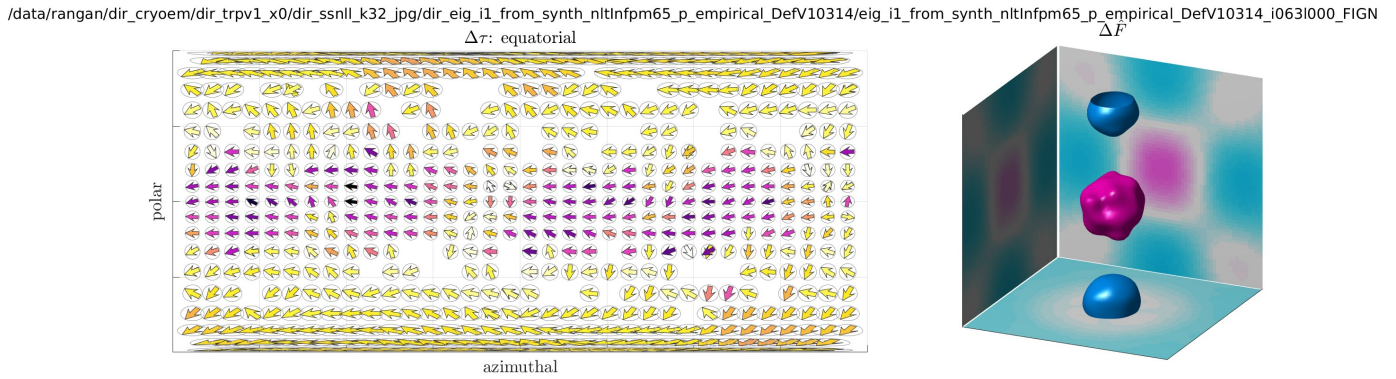 /data/rangan/dir_cryoem/dir_trpv1_x0/dir_ssnll_k32_jpg/dir_eig_i1_from_synth_nltInfpm65_p_empirical_DefV10314/eig_i1_from_synth_nltInfpm65_p_empirical_DefV10314_i063l000_FIGN
Δτ: equatorial
ΔF̂
polar
azimuthal